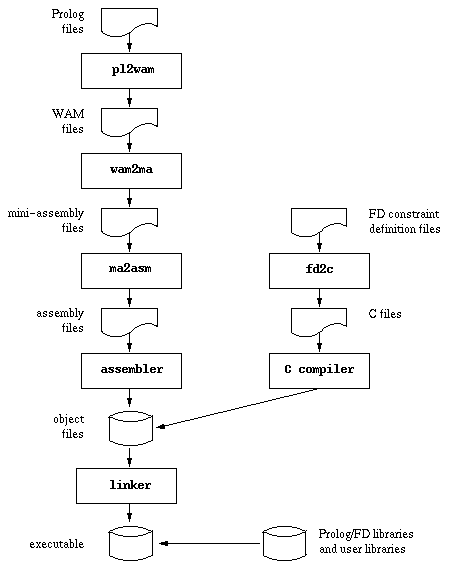 Prolog
files
pl2wam
WAM
files
wam2ma
mini-assembly
files
FD constraint
definition files
ma2asm
fd2c
assembly
files
C files
assembler
C compiler
object
files
linker
executable
Prolog/FD libraries
and user libraries